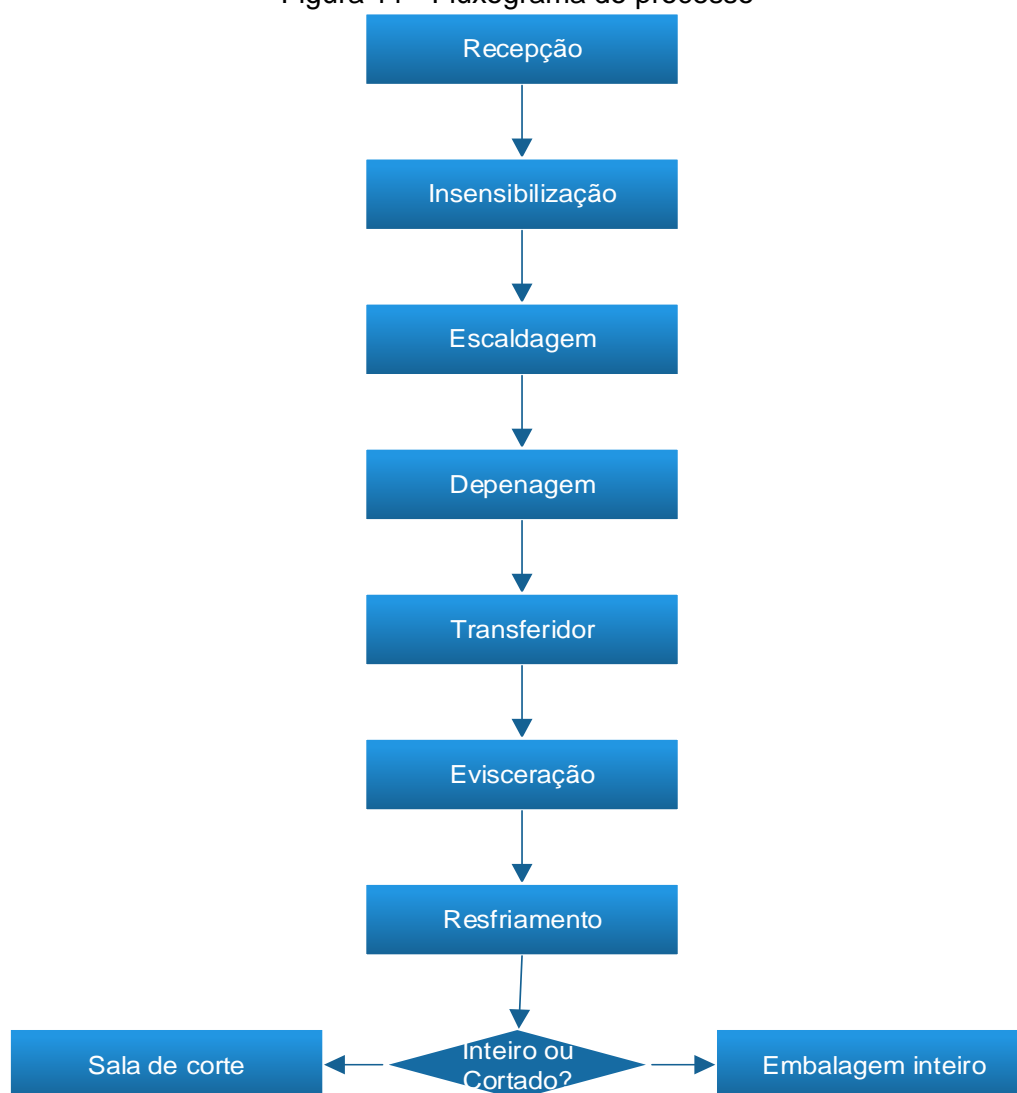 Recepção
Insensibilização
Escaldagem
Depenagem
Transferidor
Evisceração
Resfriamento
Sala de corte
Inteiro ou
Cortado?
Embalagem inteiro